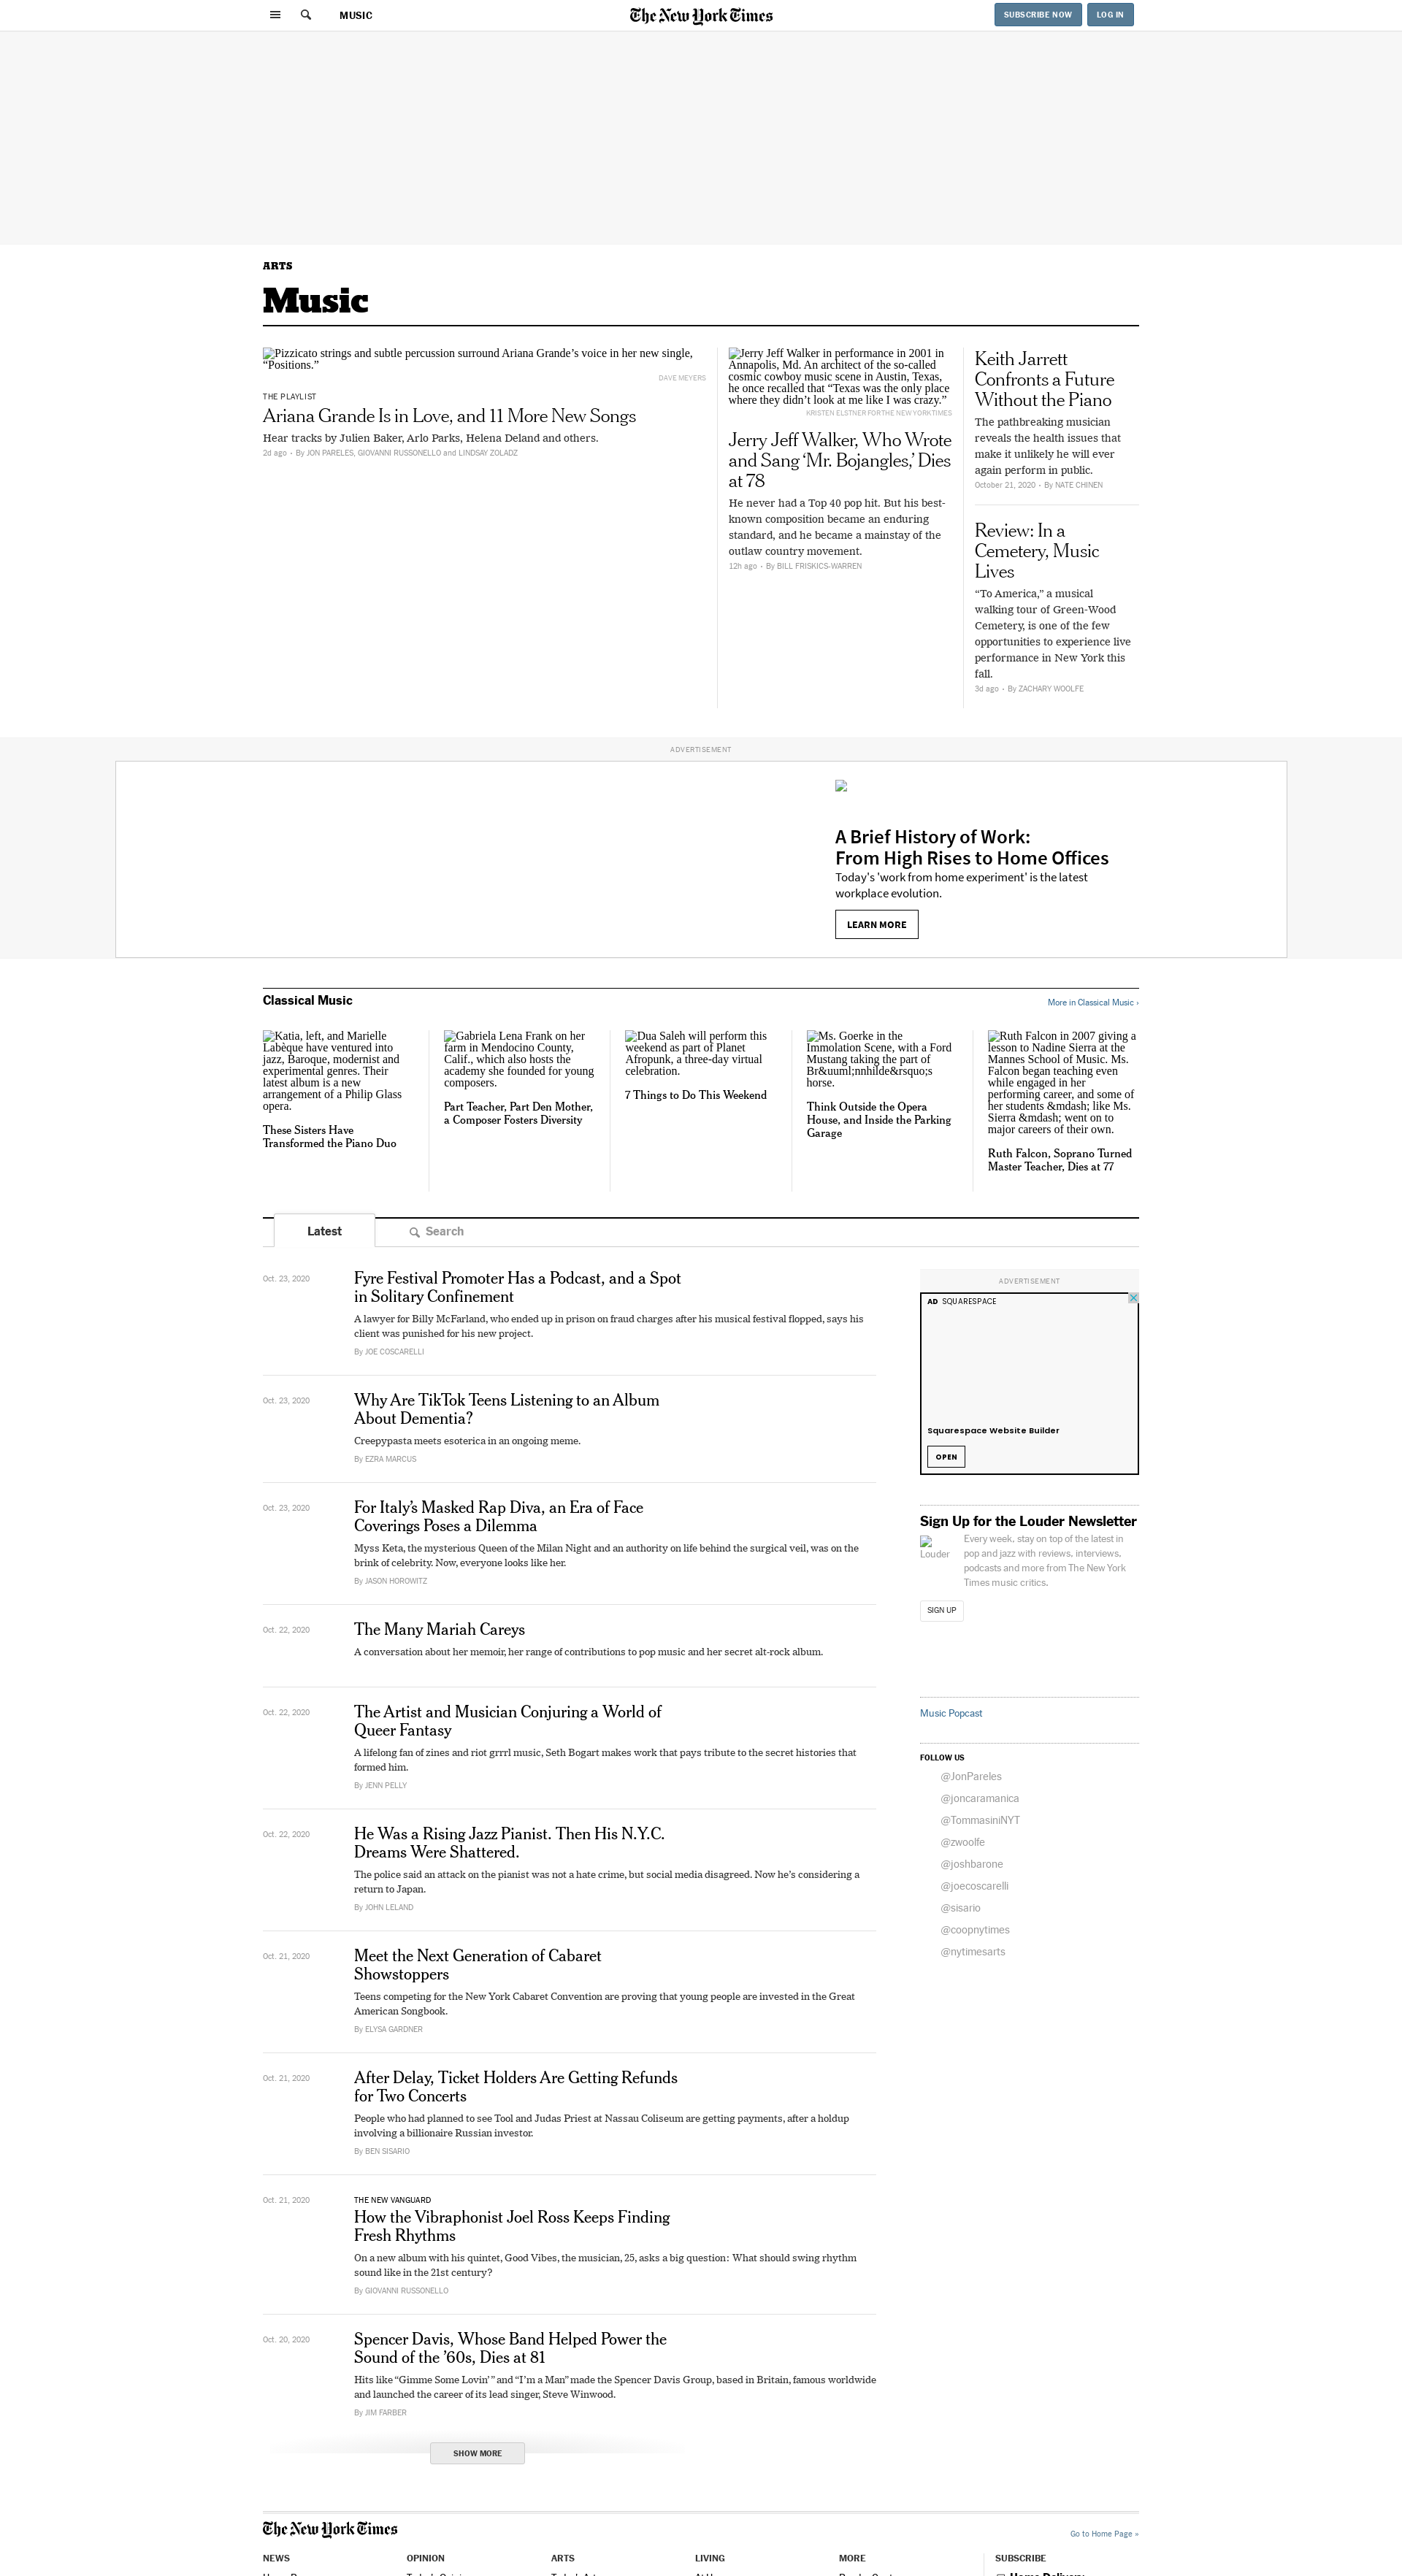 MUSIC
The New York Times
SUBSCRIBE NOW
LOG IN
ARTS
Music
Pizzicato strings and subtle percussion surround Ariana Grande’s voice in her new single,
“Positions.”
DAVE MEYERS
THE PLAYLIST
Ariana Grande Is in Love, and 11 More New Songs
Hear tracks by Julien Baker, Arlo Parks, Helena Deland and others.
2d ago • By JON PARELES, GIOVANNI RUSSONELLO and LINDSAY ZOLADZ
Jerry Jeff Walker in performance in 2001 in
Annapolis, Md. An architect of the so-called
cosmic cowboy music scene in Austin, Texas,
he once recalled that “Texas was the only place
where they didn’t look at me like I was crazy.”
KRISTEN ELSTNER FOR THE NEW YORK TIMES
Jerry Jeff Walker, Who Wrote
and Sang ‘Mr. Bojangles,’ Dies
at 78
He never had a Top 40 pop hit. But his best-
known composition became an enduring
standard, and he became a mainstay of the
outlaw country movement.
12h ago • By BILL FRISKICS-WARREN
Keith Jarrett
Confronts a Future
Without the Piano
The pathbreaking musician
reveals the health issues that
make it unlikely he will ever
again perform in public.
October 21, 2020 • By NATE CHINEN
Review: In a
Cemetery, Music
Lives
“To America,” a musical
walking tour of Green-Wood
Cemetery, is one of the few
opportunities to experience live
performance in New York this
fall.
3d ago • By ZACHARY WOOLFE
ADVERTISEMENT
A Brief History of Work:
From High Rises to Home Offices
Today's 'work from home experiment' is the latest
workplace evolution.
LEARN MORE
Classical Music
More in Classical Music ›
Katia, left, and Marielle
Labèque have ventured into
jazz, Baroque, modernist and
experimental genres. Their
latest album is a new
arrangement of a Philip Glass
opera.
These Sisters Have
Transformed the Piano Duo
Gabriela Lena Frank on her
farm in Mendocino County,
Calif., which also hosts the
academy she founded for young
composers.
Part Teacher, Part Den Mother,
a Composer Fosters Diversity
Dua Saleh will perform this
weekend as part of Planet
Afropunk, a three-day virtual
celebration.
7 Things to Do This Weekend
Ms. Goerke in the
Immolation Scene, with a Ford
Mustang taking the part of
Br&uuml;nnhilde&rsquo;s
horse.
Think Outside the Opera
House, and Inside the Parking
Garage
Ruth Falcon in 2007 giving a
lesson to Nadine Sierra at the
Mannes School of Music. Ms.
Falcon began teaching even
while engaged in her
performing career, and some of
her students &mdash; like Ms.
Sierra &mdash; went on to
major careers of their own.
Ruth Falcon, Soprano Turned
Master Teacher, Dies at 77
Latest
Search
Oct. 23, 2020
Fyre Festival Promoter Has a Podcast, and a Spot
in Solitary Confinement
A lawyer for Billy McFarland, who ended up in prison on fraud charges after his musical festival flopped, says his
client was punished for his new project.
By JOE COSCARELLI
Oct. 23, 2020
Why Are TikTok Teens Listening to an Album
About Dementia?
Creepypasta meets esoterica in an ongoing meme.
By EZRA MARCUS
Oct. 23, 2020
For Italy’s Masked Rap Diva, an Era of Face
Coverings Poses a Dilemma
Myss Keta, the mysterious Queen of the Milan Night and an authority on life behind the surgical veil, was on the
brink of celebrity. Now, everyone looks like her.
By JASON HOROWITZ
Oct. 22, 2020
The Many Mariah Careys
A conversation about her memoir, her range of contributions to pop music and her secret alt-rock album.
Oct. 22, 2020
The Artist and Musician Conjuring a World of
Queer Fantasy
A lifelong fan of zines and riot grrrl music, Seth Bogart makes work that pays tribute to the secret histories that
formed him.
By JENN PELLY
Oct. 22, 2020
He Was a Rising Jazz Pianist. Then His N.Y.C.
Dreams Were Shattered.
The police said an attack on the pianist was not a hate crime, but social media disagreed. Now he’s considering a
return to Japan.
By JOHN LELAND
Oct. 21, 2020
Meet the Next Generation of Cabaret
Showstoppers
Teens competing for the New York Cabaret Convention are proving that young people are invested in the Great
American Songbook.
By ELYSA GARDNER
Oct. 21, 2020
After Delay, Ticket Holders Are Getting Refunds
for Two Concerts
People who had planned to see Tool and Judas Priest at Nassau Coliseum are getting payments, after a holdup
involving a billionaire Russian investor.
By BEN SISARIO
Oct. 21, 2020
THE NEW VANGUARD
How the Vibraphonist Joel Ross Keeps Finding
Fresh Rhythms
On a new album with his quintet, Good Vibes, the musician, 25, asks a big question: What should swing rhythm
sound like in the 21st century?
By GIOVANNI RUSSONELLO
Oct. 20, 2020
Spencer Davis, Whose Band Helped Power the
Sound of the ’60s, Dies at 81
Hits like “Gimme Some Lovin’ ” and “I’m a Man” made the Spencer Davis Group, based in Britain, famous worldwide
and launched the career of its lead singer, Steve Winwood.
By JIM FARBER
SHOW MORE
ADVERTISEMENT
AD SQUARESPACE
Squarespace Website Builder
OPEN
Sign Up for the Louder Newsletter
Louder
Every week, stay on top of the latest in
pop and jazz with reviews, interviews,
podcasts and more from The New York
Times music critics.
SIGN UP
Music Popcast
FOLLOW US
@JonPareles
@joncaramanica
@TommasiniNYT
@zwoolfe
@joshbarone
@joecoscarelli
@sisario
@coopnytimes
@nytimesarts
The New York Times
Go to Home Page »
NEWS
OPINION
ARTS
LIVING
MORE
SUBSCRIBE